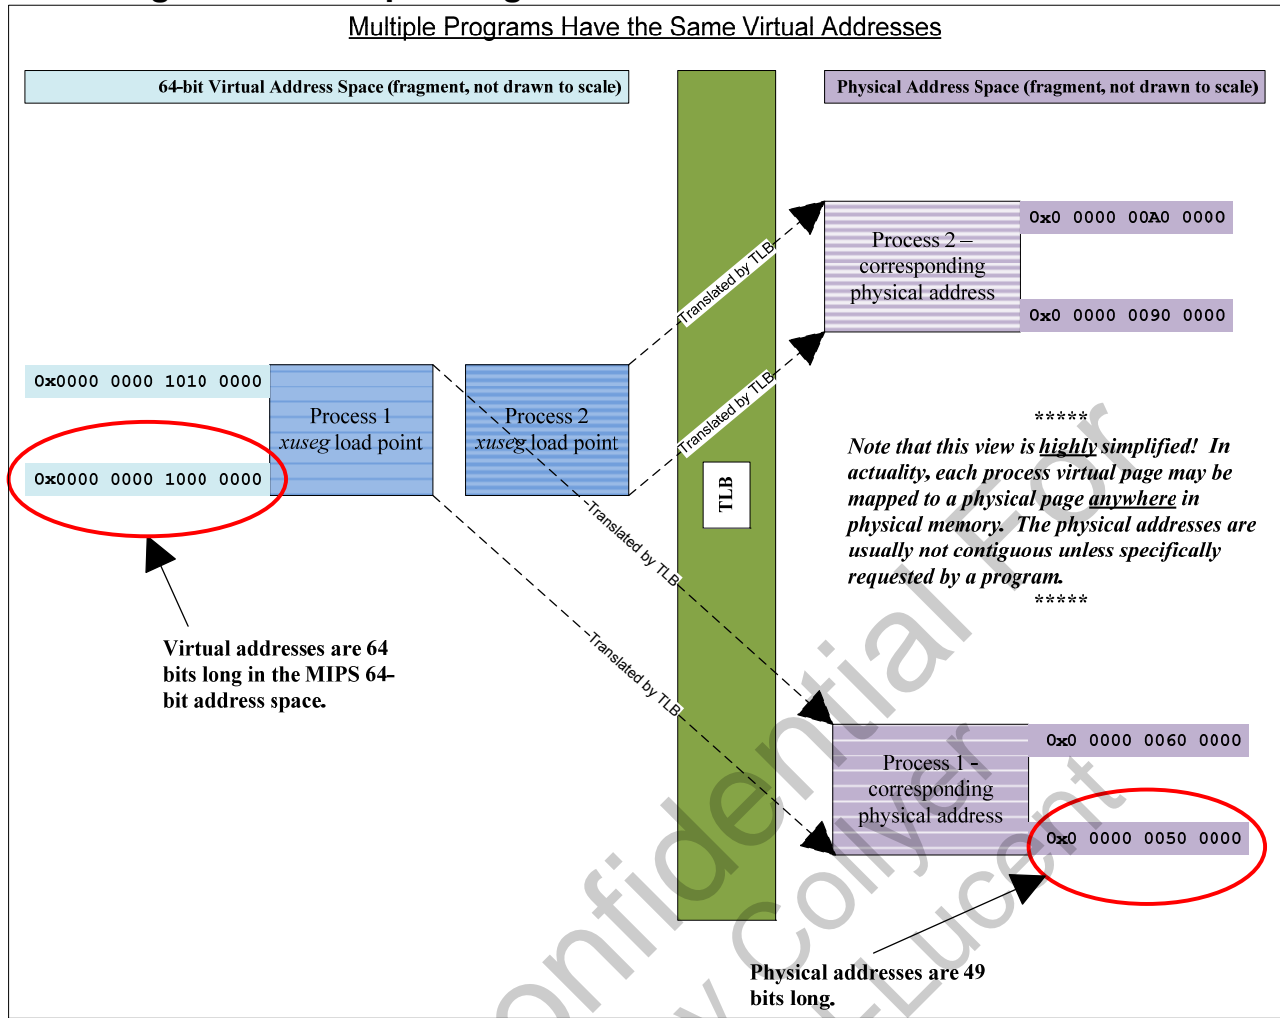 Multiple Programs Have the Same Virtual Addresses
64-bit Virtual Address Space (fragment, not drawn to scale)
Physical Address Space (fragment, not drawn to scale)
0x0 0000 00A0 0000
Process 2 –
corresponding
physical address
0x0 0000 0090 0000
Translated by TLB
Translated by TLB
0x0000 0000 1010 0000
0x0000 0000 1000 0000
Process 1
xuseg load point
Process 2
xuseg load point
TLB
*****
Note that this view is highly simplified! In
actuality, each process virtual page may be
mapped to a physical page anywhere in
physical memory. The physical addresses are
usually not contiguous unless specifically
requested by a program.
*****
Translated by TLB
Translated by TLB
Virtual addresses are 64
bits long in the MIPS 64-
bit address space.
0x0 0000 0060 0000
Process 1 -
corresponding
physical address
0x0 0000 0050 0000
Physical addresses are 49
bits long.
onfidential For
y Collyer
-Lucent